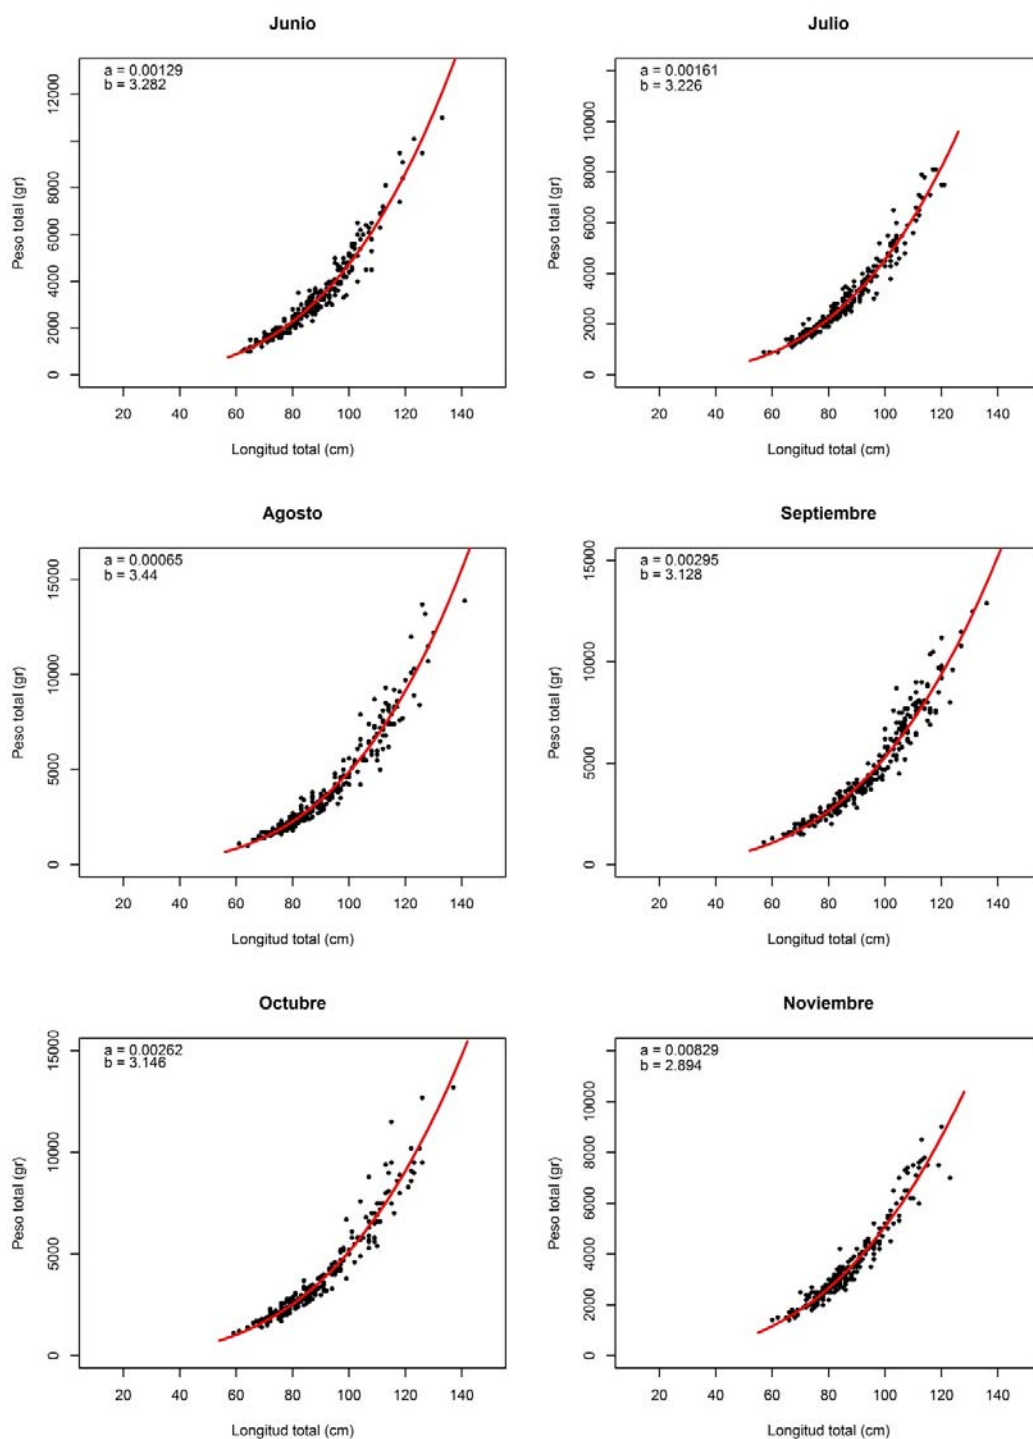 Junio
a = 0.00129
b = 3.282
Peso total (gr)
0 2000 4000 6000 8000 12000
20 40 60 80 100 120 140
Longitud total (cm)
Julio
a = 0.00161
b = 3.226
Peso total (gr)
0 2000 4000 6000 8000 10000
20 40 60 80 100 120 140
Longitud total (cm)
Agosto
a = 0.00065
b = 3.44
Peso total (gr)
0 5000 10000 15000
20 40 60 80 100 120 140
Longitud total (cm)
Septiembre
a = 0.00295
b = 3.128
Peso total (gr)
0 5000 10000 15000
20 40 60 80 100 120 140
Longitud total (cm)
Octubre
a = 0.00262
b = 3.146
Peso total (gr)
0 5000 10000 15000
20 40 60 80 100 120 140
Longitud total (cm)
Noviembre
a = 0.00829
b = 2.894
Peso total (gr)
0 2000 4000 6000 8000 10000
20 40 60 80 100 120 140
Longitud total (cm)